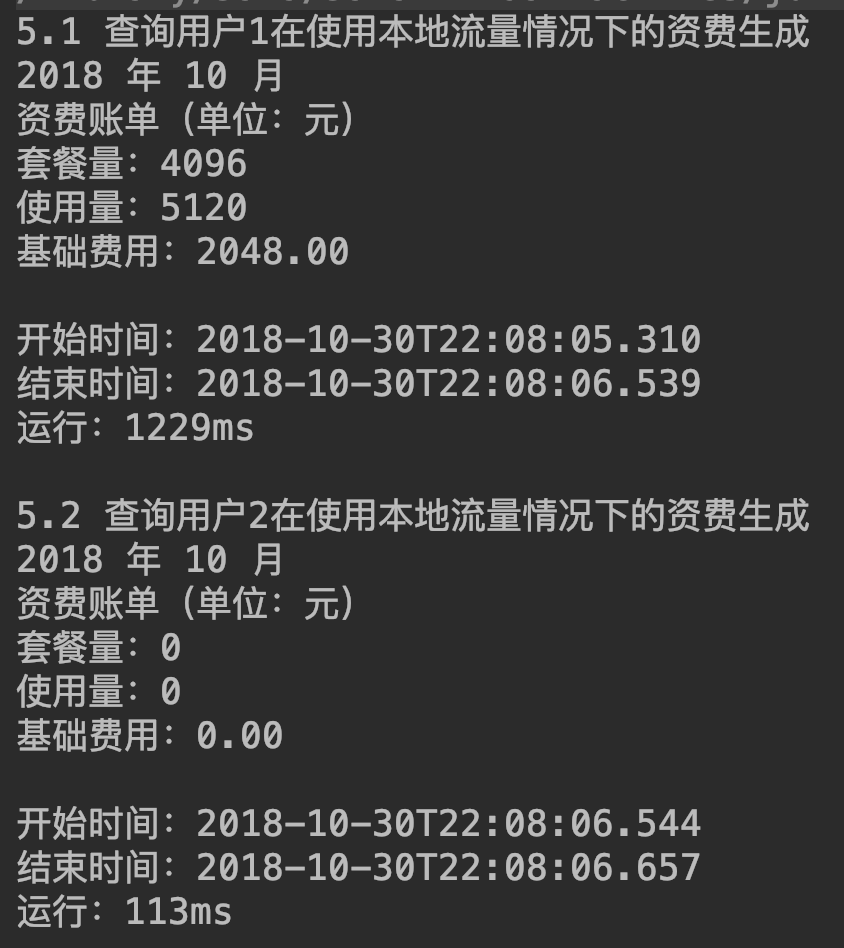 5.1 查询用户1在使用本地流量情况下的资费生成
2018 年 10 月
资费账单（单位：元）
套餐量：4096
使用量：5120
基础费用：2048.00
开始时间：2018-10-30T22:08:05.310
结束时间：2018-10-30T22:08:06.539
运行：1229ms
5.2 查询用户2在使用本地流量情况下的资费生成
2018 年 10 月
资费账单（单位：元）
套餐量：0
使用量：0
基础费用：0.00
开始时间：2018-10-30T22:08:06.544
结束时间：2018-10-30T22:08:06.657
运行：113ms